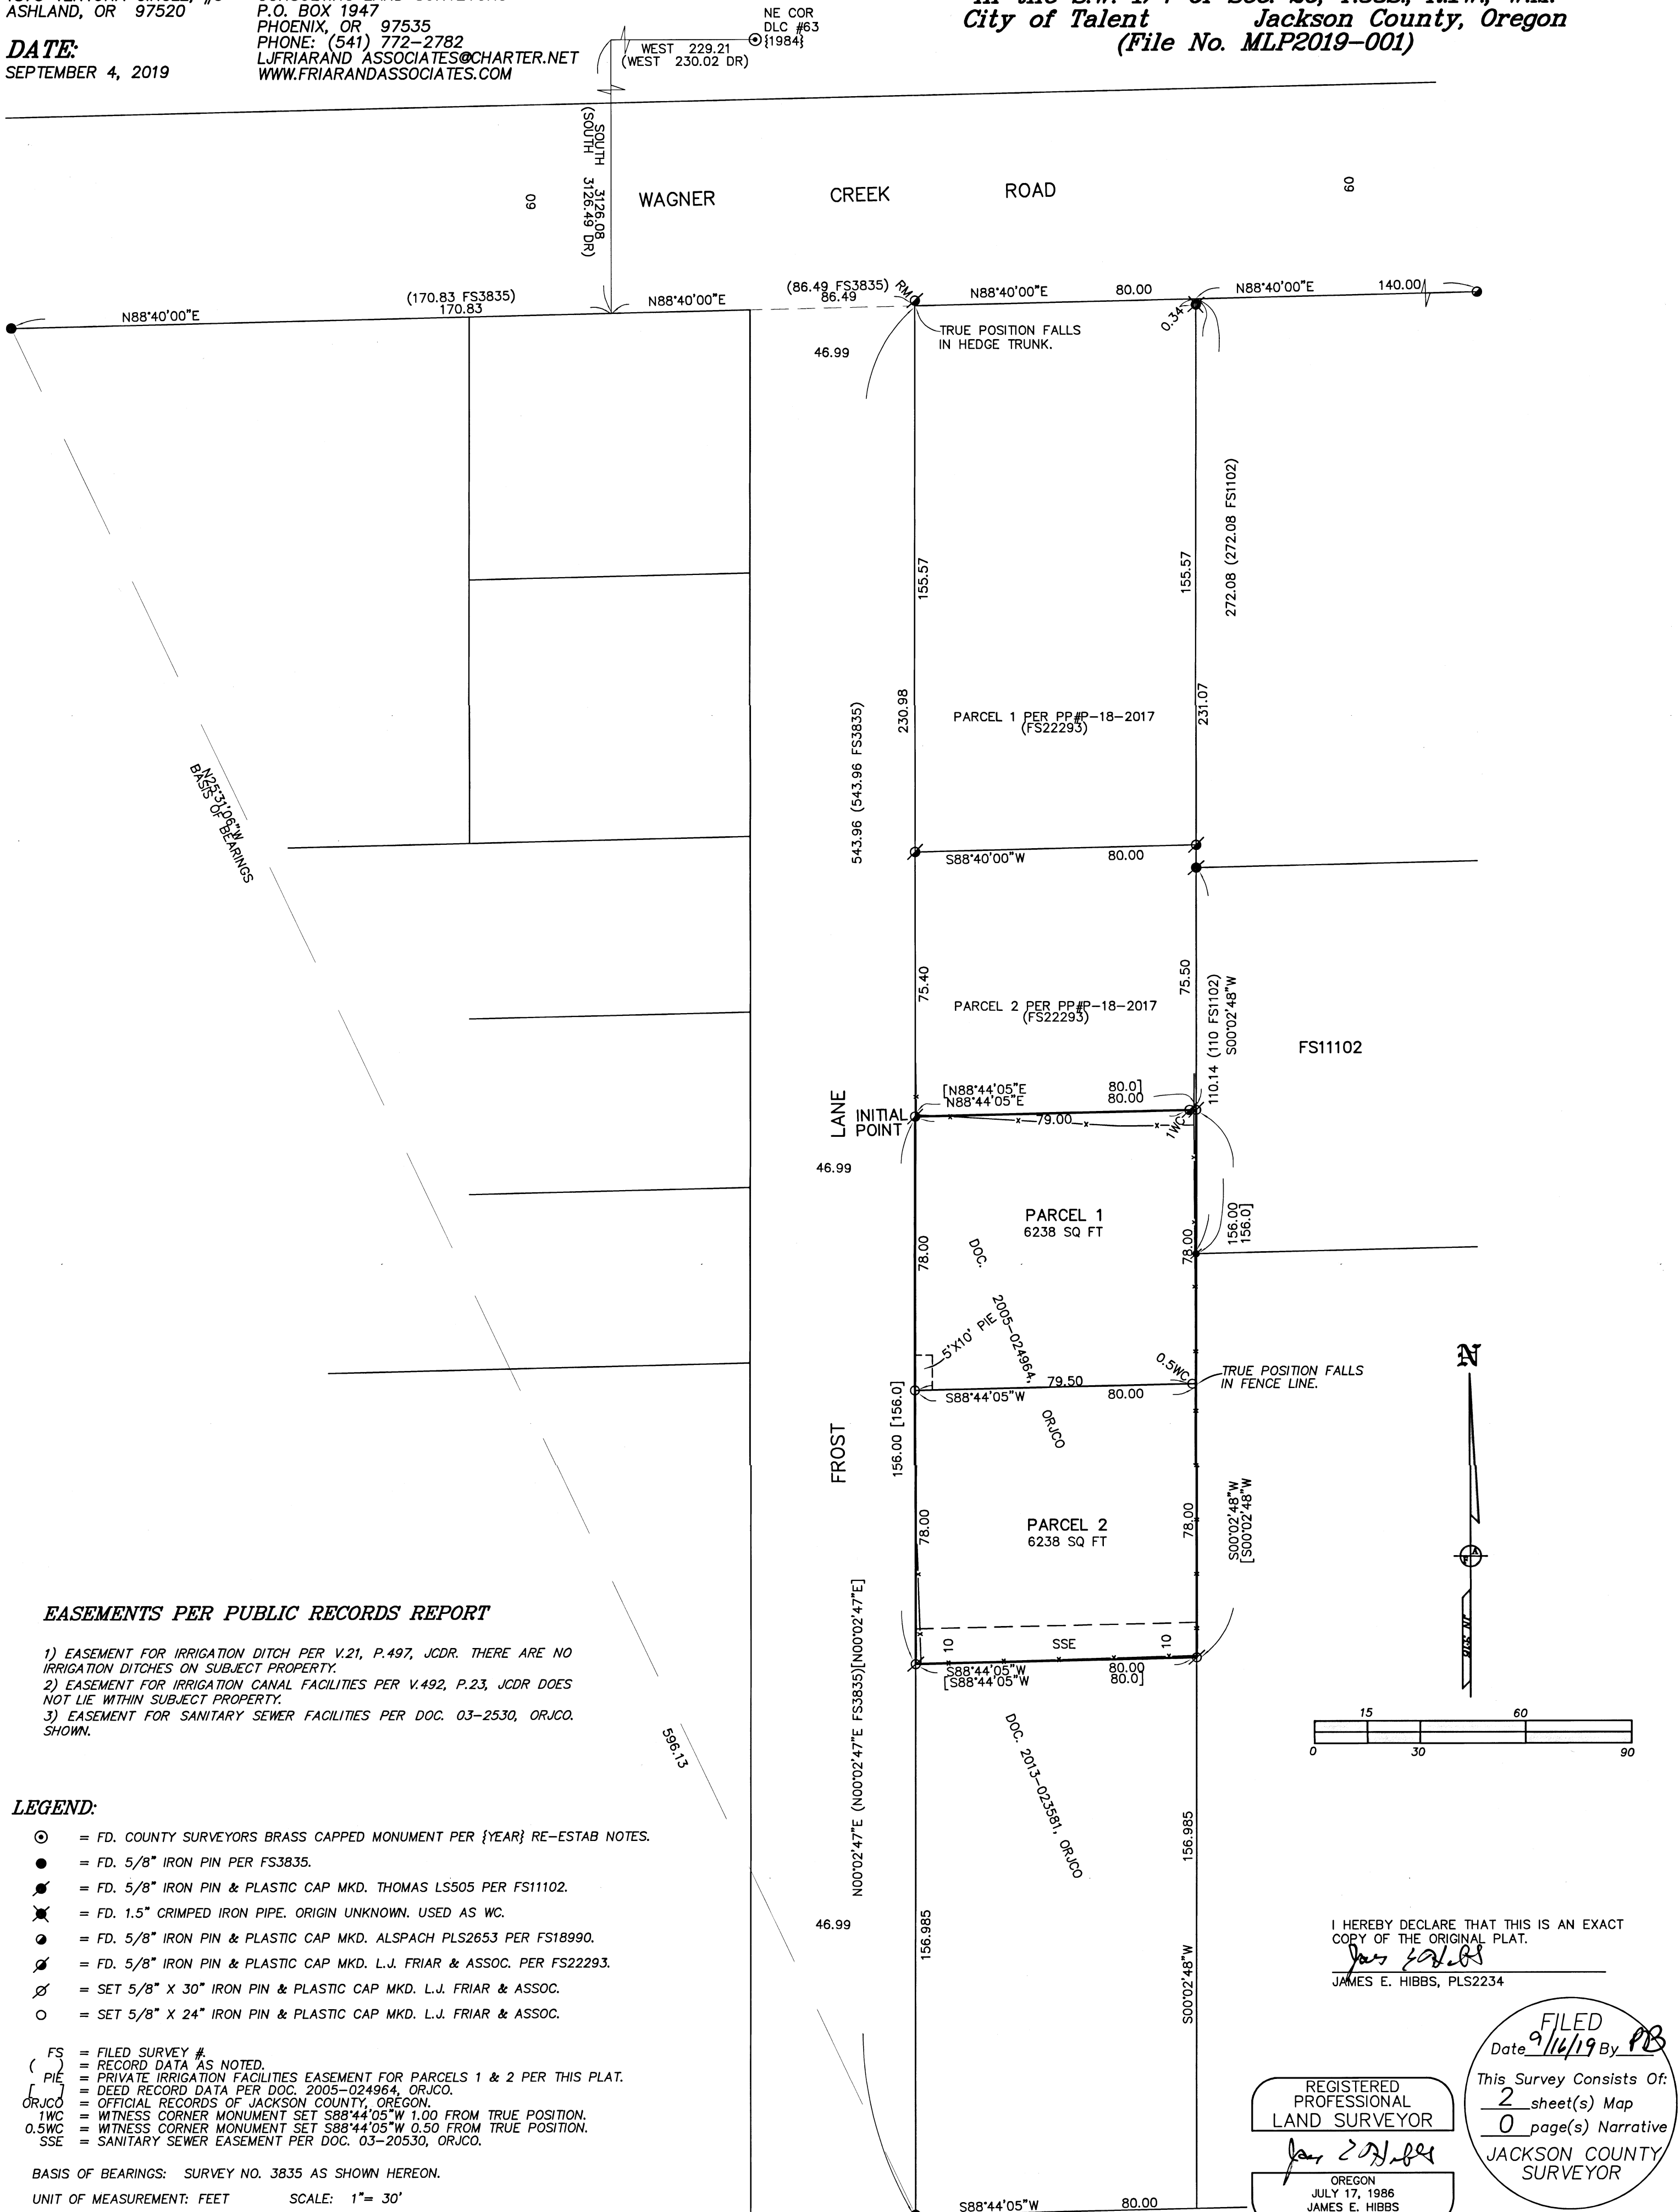 ASHLAND, OR 97520
DATE:
SEPTEMBER 4, 2019
P.O. BOX 1947
PHOENIX, OR 97535
PHONE: (541) 772-2782
LJFRIARAND ASSOCIATES@CHARTER.NET
WWW.FRIARANDASSOCIATES.COM
City of Talent Jackson County, Oregon
(File No. MLP2019-001)
NE COR
DLC #63
{1984}
WEST 229.21
(WEST 230.02 DR)
SOUTH 3126.08
(SOUTH 3126.49 DR)
60
WAGNER CREEK ROAD
60
N88°40'00"E
(170.83 FS3835)
170.83
N88°40'00"E
(86.49 FS3835)
86.49
RM
N88°40'00"E 80.00
N88°40'00"E 140.00
0.34
TRUE POSITION FALLS
IN HEDGE TRUNK.
46.99
155.57
155.57
272.08 (272.08 FS1102)
230.98
231.07
543.96 (543.96 FS3835)
PARCEL 1 PER PP#P-18-2017
(FS22293)
N25°31'06"W
BASIS OF BEARINGS
S88°40'00"W 80.00
75.40
75.50
PARCEL 2 PER PP#P-18-2017
(FS22293)
110.14 (110 FS1102)
S00°02'48"W
FS11102
[N88°44'05"E 80.0]
N88°44'05"E 80.00
LANE
INITIAL
POINT
79.00
1WC
46.99
PARCEL 1
6238 SQ FT
78.00
78.00
156.00
156.0]
DOC. 2005-024964, ORJCO
5'X10' PIE
0.5WC
TRUE POSITION FALLS
IN FENCE LINE.
79.50
S88°44'05"W 80.00
156.00 [156.0]
FROST
N
78.00
78.00
PARCEL 2
6238 SQ FT
S00°02'48"W
[S00°02'48"W
F A
10 SSE 10
S88°44'05"W 80.00
[S88°44'05"W 80.0]
N00°02'47"E (N00°02'47"E FS3835)[N00°02'47"E]
EASEMENTS PER PUBLIC RECORDS REPORT
1) EASEMENT FOR IRRIGATION DITCH PER V.21, P.497, JCDR. THERE ARE NO
IRRIGATION DITCHES ON SUBJECT PROPERTY.
2) EASEMENT FOR IRRIGATION CANAL FACILITIES PER V.492, P.23, JCDR DOES
NOT LIE WITHIN SUBJECT PROPERTY.
3) EASEMENT FOR SANITARY SEWER FACILITIES PER DOC. 03-2530, ORJCO.
SHOWN.
596.13
DOC. 2013-023581, ORJCO
15 60
0 30 90
156.985
156.985
46.99
S00°02'48"W
LEGEND:
= FD. COUNTY SURVEYORS BRASS CAPPED MONUMENT PER {YEAR} RE-ESTAB NOTES.
= FD. 5/8" IRON PIN PER FS3835.
= FD. 5/8" IRON PIN & PLASTIC CAP MKD. THOMAS LS505 PER FS11102.
= FD. 1.5" CRIMPED IRON PIPE. ORIGIN UNKNOWN. USED AS WC.
= FD. 5/8" IRON PIN & PLASTIC CAP MKD. ALSPACH PLS2653 PER FS18990.
= FD. 5/8" IRON PIN & PLASTIC CAP MKD. L.J. FRIAR & ASSOC. PER FS22293.
= SET 5/8" X 30" IRON PIN & PLASTIC CAP MKD. L.J. FRIAR & ASSOC.
= SET 5/8" X 24" IRON PIN & PLASTIC CAP MKD. L.J. FRIAR & ASSOC.
FS = FILED SURVEY #.
( ) = RECORD DATA AS NOTED.
PIE = PRIVATE IRRIGATION FACILITIES EASEMENT FOR PARCELS 1 & 2 PER THIS PLAT.
[ ] = DEED RECORD DATA PER DOC. 2005-024964, ORJCO.
ORJCO = OFFICIAL RECORDS OF JACKSON COUNTY, OREGON.
1WC = WITNESS CORNER MONUMENT SET S88°44'05"W 1.00 FROM TRUE POSITION.
0.5WC = WITNESS CORNER MONUMENT SET S88°44'05"W 0.50 FROM TRUE POSITION.
SSE = SANITARY SEWER EASEMENT PER DOC. 03-20530, ORJCO.
BASIS OF BEARINGS: SURVEY NO. 3835 AS SHOWN HEREON.
UNIT OF MEASUREMENT: FEET SCALE: 1"= 30'
S88°44'05"W 80.00
I HEREBY DECLARE THAT THIS IS AN EXACT
COPY OF THE ORIGINAL PLAT.
JAMES E. HIBBS, PLS2234
REGISTERED
PROFESSIONAL
LAND SURVEYOR
OREGON
JULY 17, 1986
JAMES E. HIBBS
FILED
Date 9/16/19 By PB
This Survey Consists Of:
2 sheet(s) Map
0 page(s) Narrative
JACKSON COUNTY
SURVEYOR